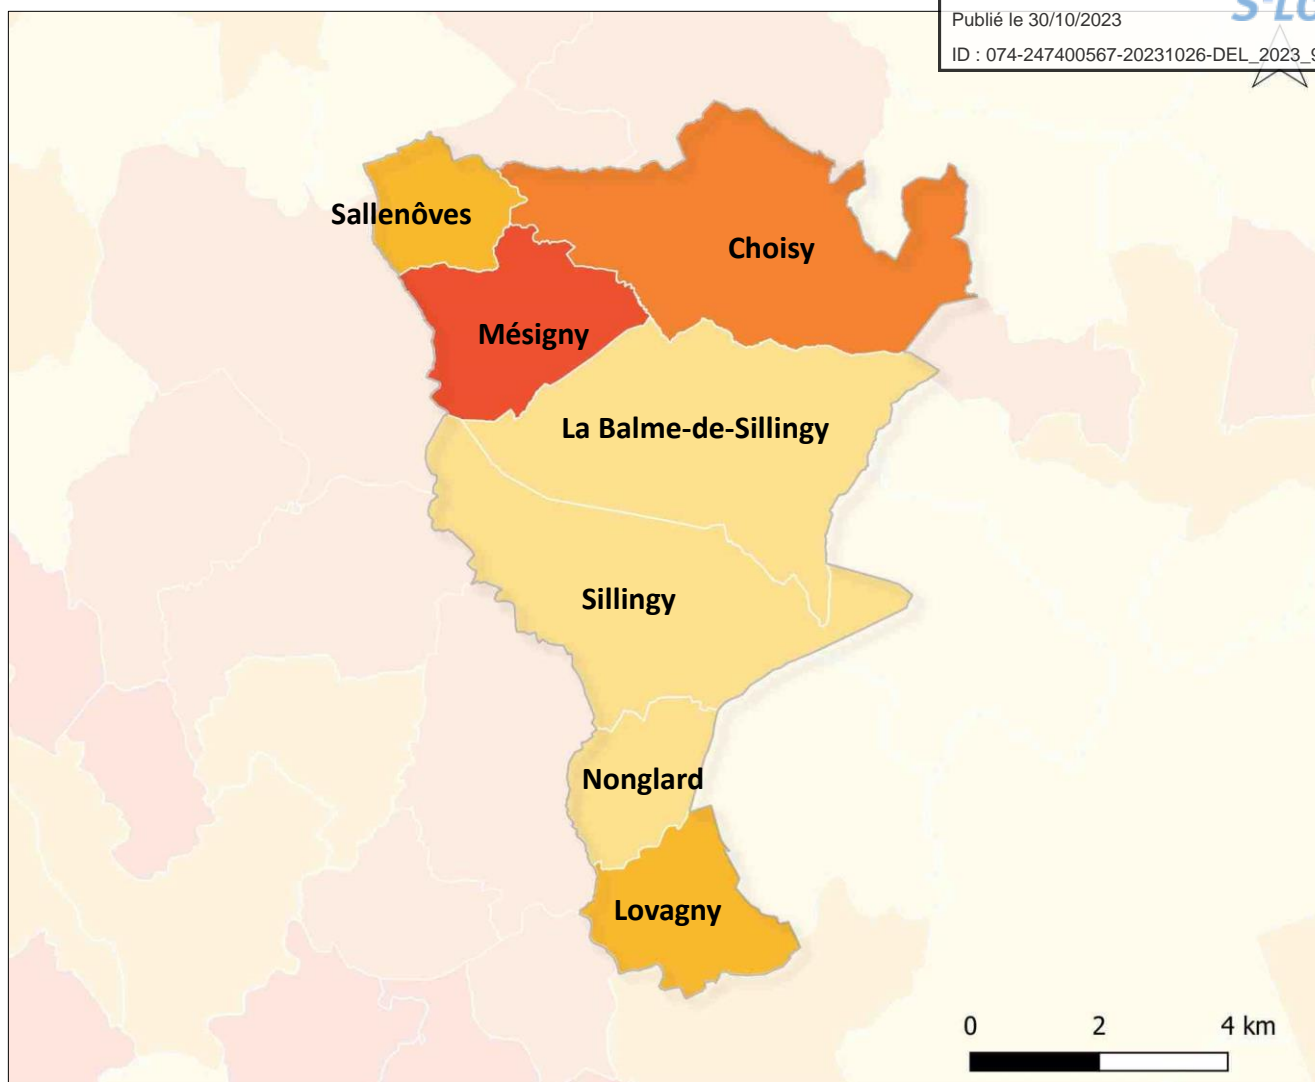 Publié le 30/10/2023
ID : 074-247400567-20231026-DEL_2023_9
Sallenôves
Choisy
Mésigny
La Balme-de-Sillingy
Sillingy
Nonglard
Lovagny
0 2 4 km